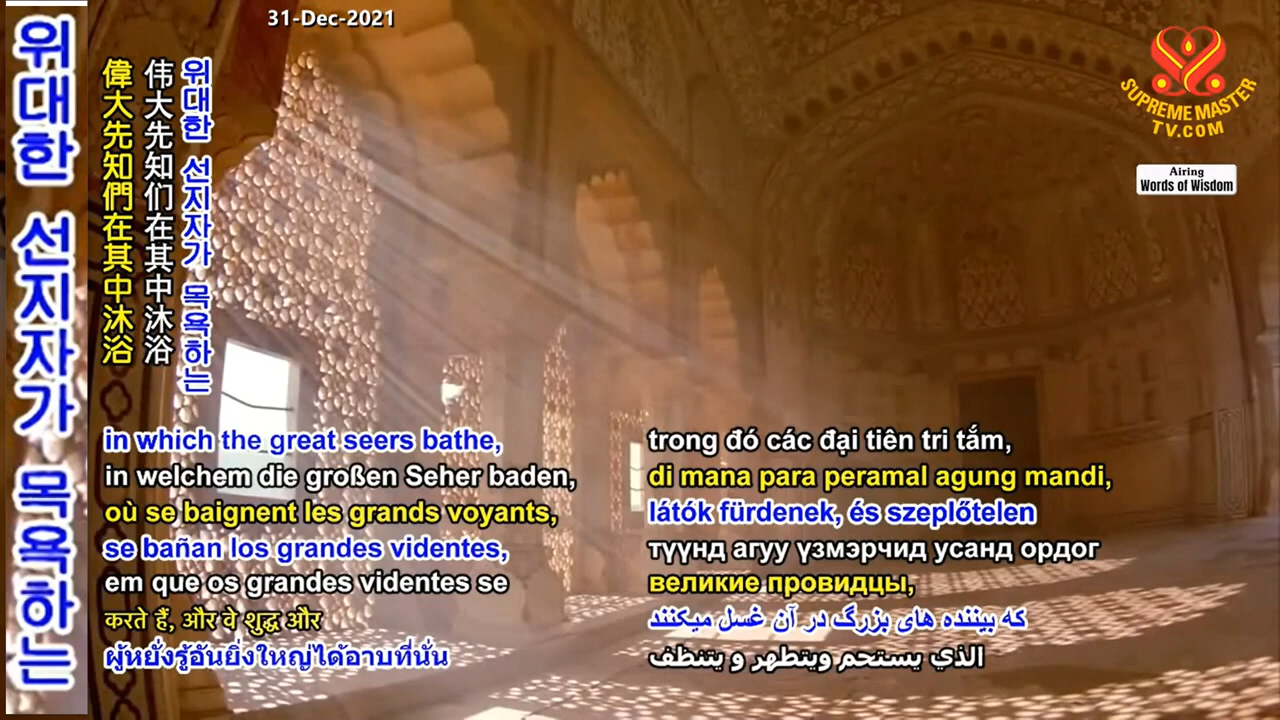 31-Dec-2021
위대한 선지자가 목욕하는
偉大先知們在其中沐浴
伟大先知们在其中沐浴
위대한 선지자가 목욕하는
SUPREME MASTER
TV.COM
Airing
Words of Wisdom
in which the great seers bathe,
in welchem die großen Seher baden,
où se baignent les grands voyants,
se bañan los grandes videntes,
em que os grandes videntes se
करते हैं, और वे शुद्ध और
ผู้หยั่งรู้อันยิ่งใหญ่ได้อาบที่นั่น
trong đó các đại tiên tri tắm,
di mana para peramal agung mandi,
látók fürdenek, és szeplőtelen
түүнд агуу үзмэрчид усанд ордог
великие провидцы,
که بیننده های بزرگ در آن غسل میکنند
الذي يستحم ويتطهر و يتنظف